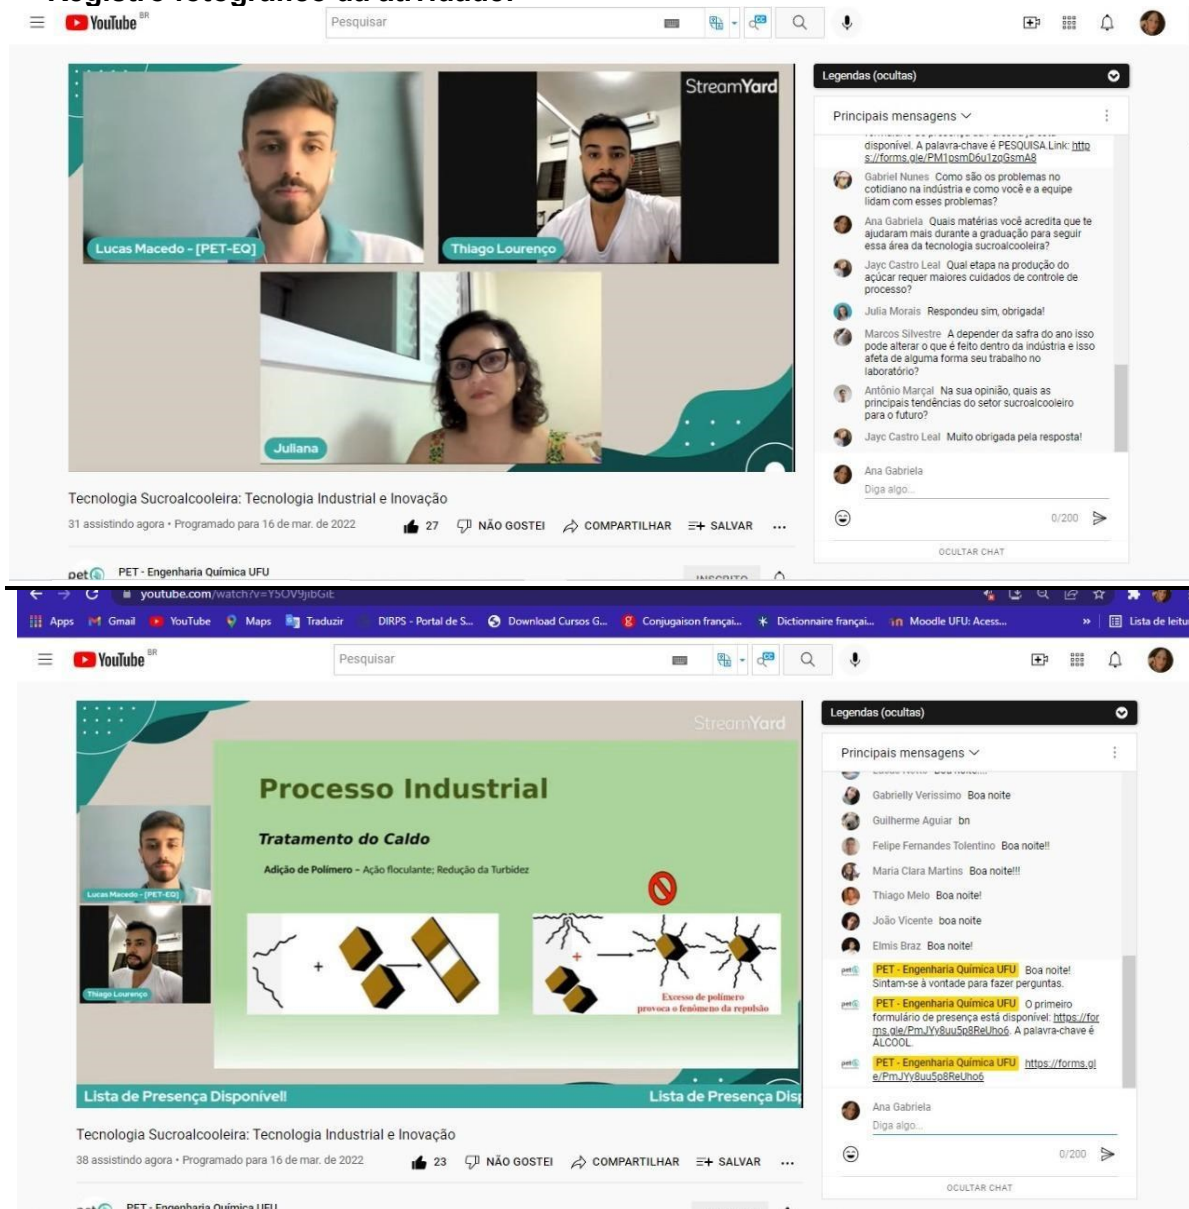 Registro fotográfico da atividade:
YouTube BR
Pesquisar
StreamYard
Lucas Macedo - [PET-EQ]
Thiago Lourenço
Juliana
Tecnologia Sucroalcooleira: Tecnologia Industrial e Inovação
31 assistindo agora • Programado para 16 de mar. de 2022
27
NÃO GOSTEI
COMPARTILHAR
SALVAR
pet
PET - Engenharia Química UFU
INSCRITO
Legendas (ocultas)
Principais mensagens
disponível. A palavra-chave é PESQUISA.Link: http
s://forms.gle/PM1psmD6u1zqGsmA8
Gabriel Nunes Como são os problemas no
cotidiano na indústria e como você e a equipe
lidam com esses problemas?
Ana Gabriela Quais matérias você acredita que te
ajudaram mais durante a graduação para seguir
essa área da tecnologia sucroalcooleira?
Jayc Castro Leal Qual etapa na produção do
açúcar requer maiores cuidados de controle de
processo?
Julia Morais Respondeu sim, obrigada!
Marcos Silvestre A depender da safra do ano isso
pode alterar o que é feito dentro da indústria e isso
afeta de alguma forma seu trabalho no
laboratório?
Antônio Marçal Na sua opinião, quais as
principais tendências do setor sucroalcooleiro
para o futuro?
Jayc Castro Leal Muito obrigada pela resposta!
Ana Gabriela
Diga algo...
0/200
OCULTAR CHAT
youtube.com/watch?v=Y5OV9jibGiE
Apps
Gmail
YouTube
Maps
Traduzir
DIRPS - Portal de S...
Download Cursos G...
Conjugaison françai...
Dictionnaire françai...
Moodle UFU: Acess...
»
Lista de leitu
YouTube BR
Pesquisar
StreamYard
Processo Industrial
Tratamento do Caldo
Adição de Polímero – Ação floculante; Redução da Turbidez
+
+
Excesso de polímero
provoca o fenômeno da repulsão
Lucas Macedo - [PET-EQ]
Thiago Lourenço
Lista de Presença Disponível!
Lista de Presença Disp
Tecnologia Sucroalcooleira: Tecnologia Industrial e Inovação
38 assistindo agora • Programado para 16 de mar. de 2022
23
NÃO GOSTEI
COMPARTILHAR
SALVAR
PET - Engenharia Química UFU
Legendas (ocultas)
Principais mensagens
Gabrielly Verissimo Boa noite
Guilherme Aguiar bn
Felipe Fernandes Tolentino Boa noite!!
Maria Clara Martins Boa noite!!!
Thiago Melo Boa noite!
João Vicente boa noite
Elmis Braz Boa noite!
PET - Engenharia Química UFU Boa noite!
Sintam-se à vontade para fazer perguntas.
PET - Engenharia Química UFU O primeiro
formulário de presença está disponível: https://for
ms.gle/PmJYy8uu5p8ReUho6. A palavra-chave é
ÁLCOOL.
PET - Engenharia Química UFU https://forms.gl
e/PmJYy8uu5p8ReUho6
Ana Gabriela
Diga algo...
0/200
OCULTAR CHAT